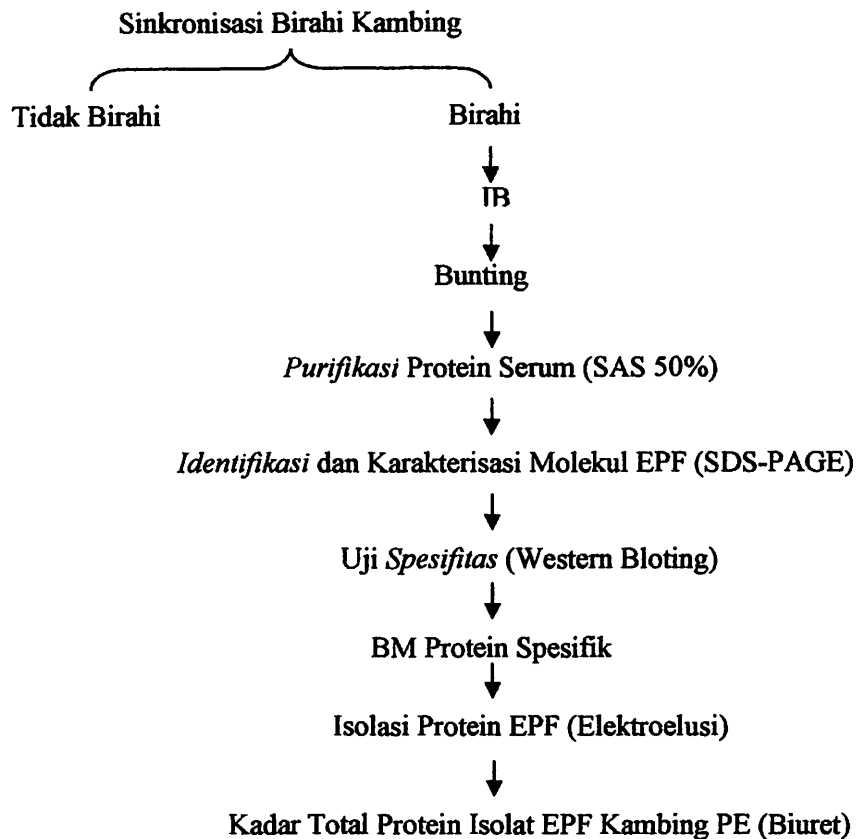 Sinkronisasi Birahi Kambing
Tidak Birahi
Birahi
IB
Bunting
Purifikasi Protein Serum (SAS 50%)
Identifikasi dan Karakterisasi Molekul EPF (SDS-PAGE)
Uji Spesifitas (Western Bloting)
BM Protein Spesifik
Isolasi Protein EPF (Elektroelusi)
Kadar Total Protein Isolat EPF Kambing PE (Biuret)